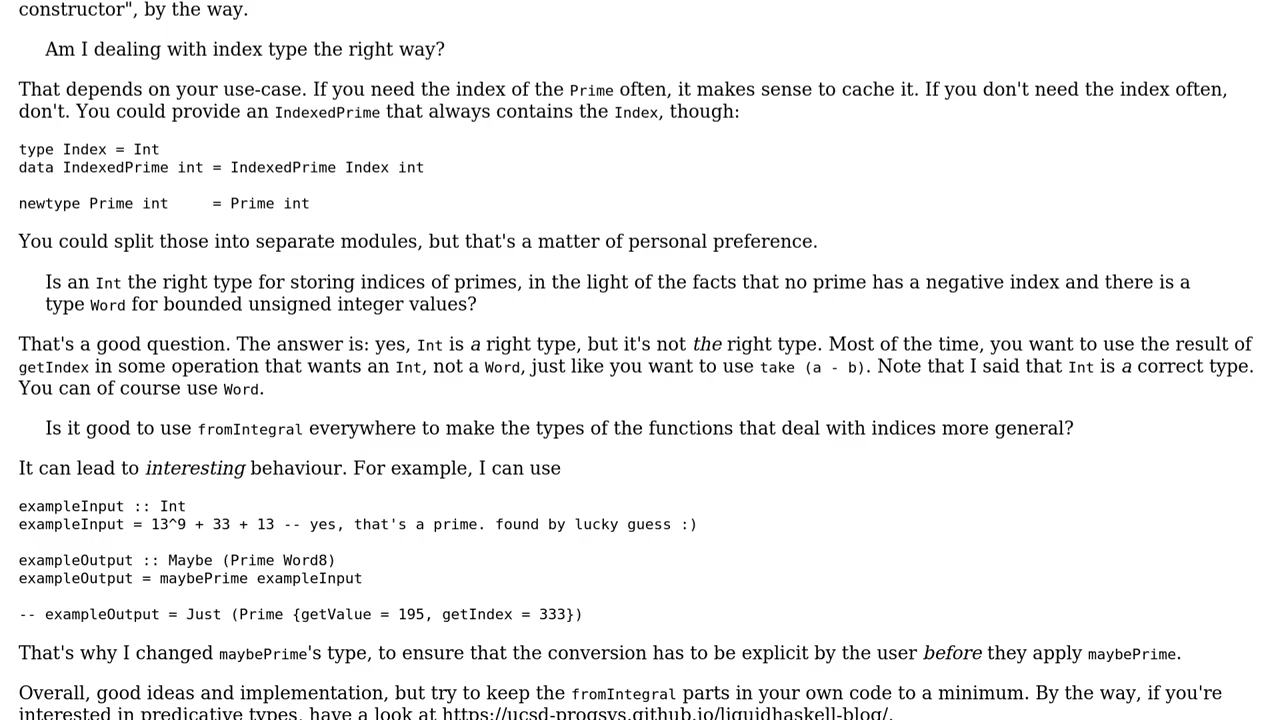 constructor", by the way.
Am I dealing with index type the right way?
That depends on your use-case. If you need the index of the Prime often, it makes sense to cache it. If you don't need the index often,
don't. You could provide an IndexedPrime that always contains the Index, though:
type Index = Int
data IndexedPrime int = IndexedPrime Index int
newtype Prime int     = Prime int
You could split those into separate modules, but that's a matter of personal preference.
Is an Int the right type for storing indices of primes, in the light of the facts that no prime has a negative index and there is a
type Word for bounded unsigned integer values?
That's a good question. The answer is: yes, Int is a right type, but it's not the right type. Most of the time, you want to use the result of
getIndex in some operation that wants an Int, not a Word, just like you want to use take (a - b). Note that I said that Int is a correct type.
You can of course use Word.
Is it good to use fromIntegral everywhere to make the types of the functions that deal with indices more general?
It can lead to interesting behaviour. For example, I can use
exampleInput :: Int
exampleInput = 13^9 + 33 + 13 -- yes, that's a prime. found by lucky guess :)
exampleOutput :: Maybe (Prime Word8)
exampleOutput = maybePrime exampleInput
-- exampleOutput = Just (Prime {getValue = 195, getIndex = 333})
That's why I changed maybePrime's type, to ensure that the conversion has to be explicit by the user before they apply maybePrime.
Overall, good ideas and implementation, but try to keep the fromIntegral parts in your own code to a minimum. By the way, if you're
interested in predicative types, have a look at https://ucsd-progsys.github.io/liquidhaskell-blog/.